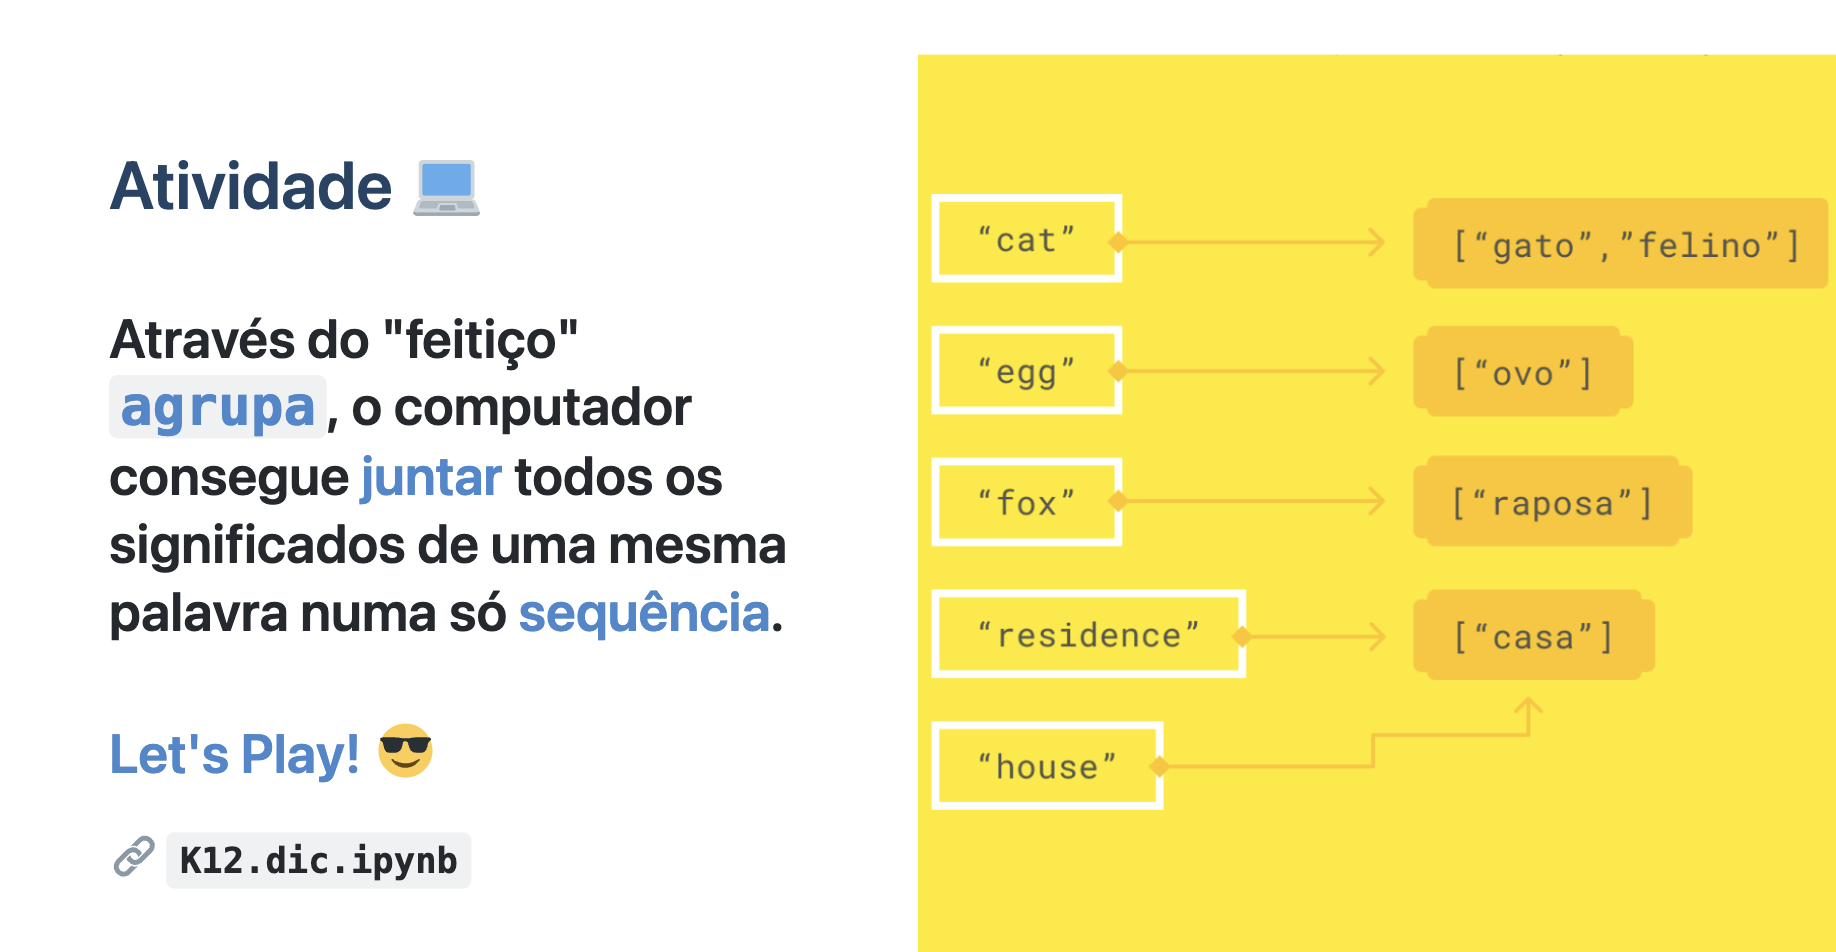 Atividade 💻
Através do "feitiço"
agrupa, o computador
consegue juntar todos os
significados de uma mesma
palavra numa só sequência.
Let's Play! 😎
🔗 K12.dic.ipynb
“cat”
[“gato”,”felino”]
“egg”
[“ovo”]
“fox”
[“raposa”]
“residence”
[“casa”]
“house”